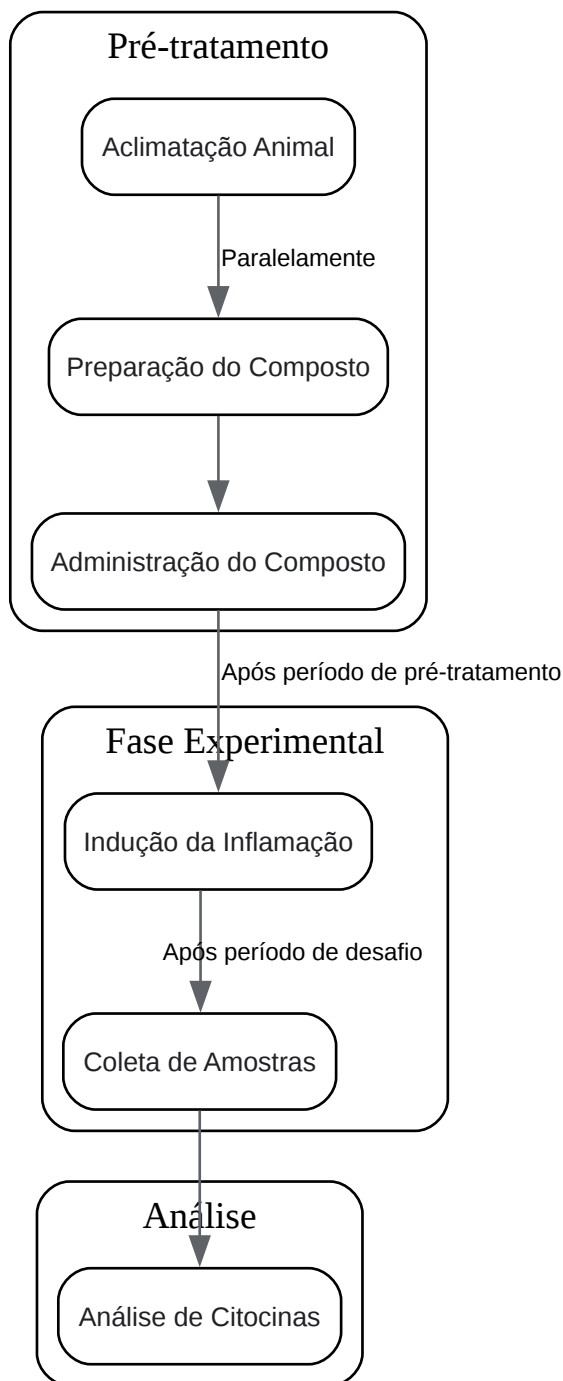 Pré-tratamento
Aclimatação Animal
Paralelamente
Preparação do Composto
Administração do Composto
Após período de pré-tratamento
Fase Experimental
Indução da Inflamação
Após período de desafio
Coleta de Amostras
Análise
Análise de Citocinas